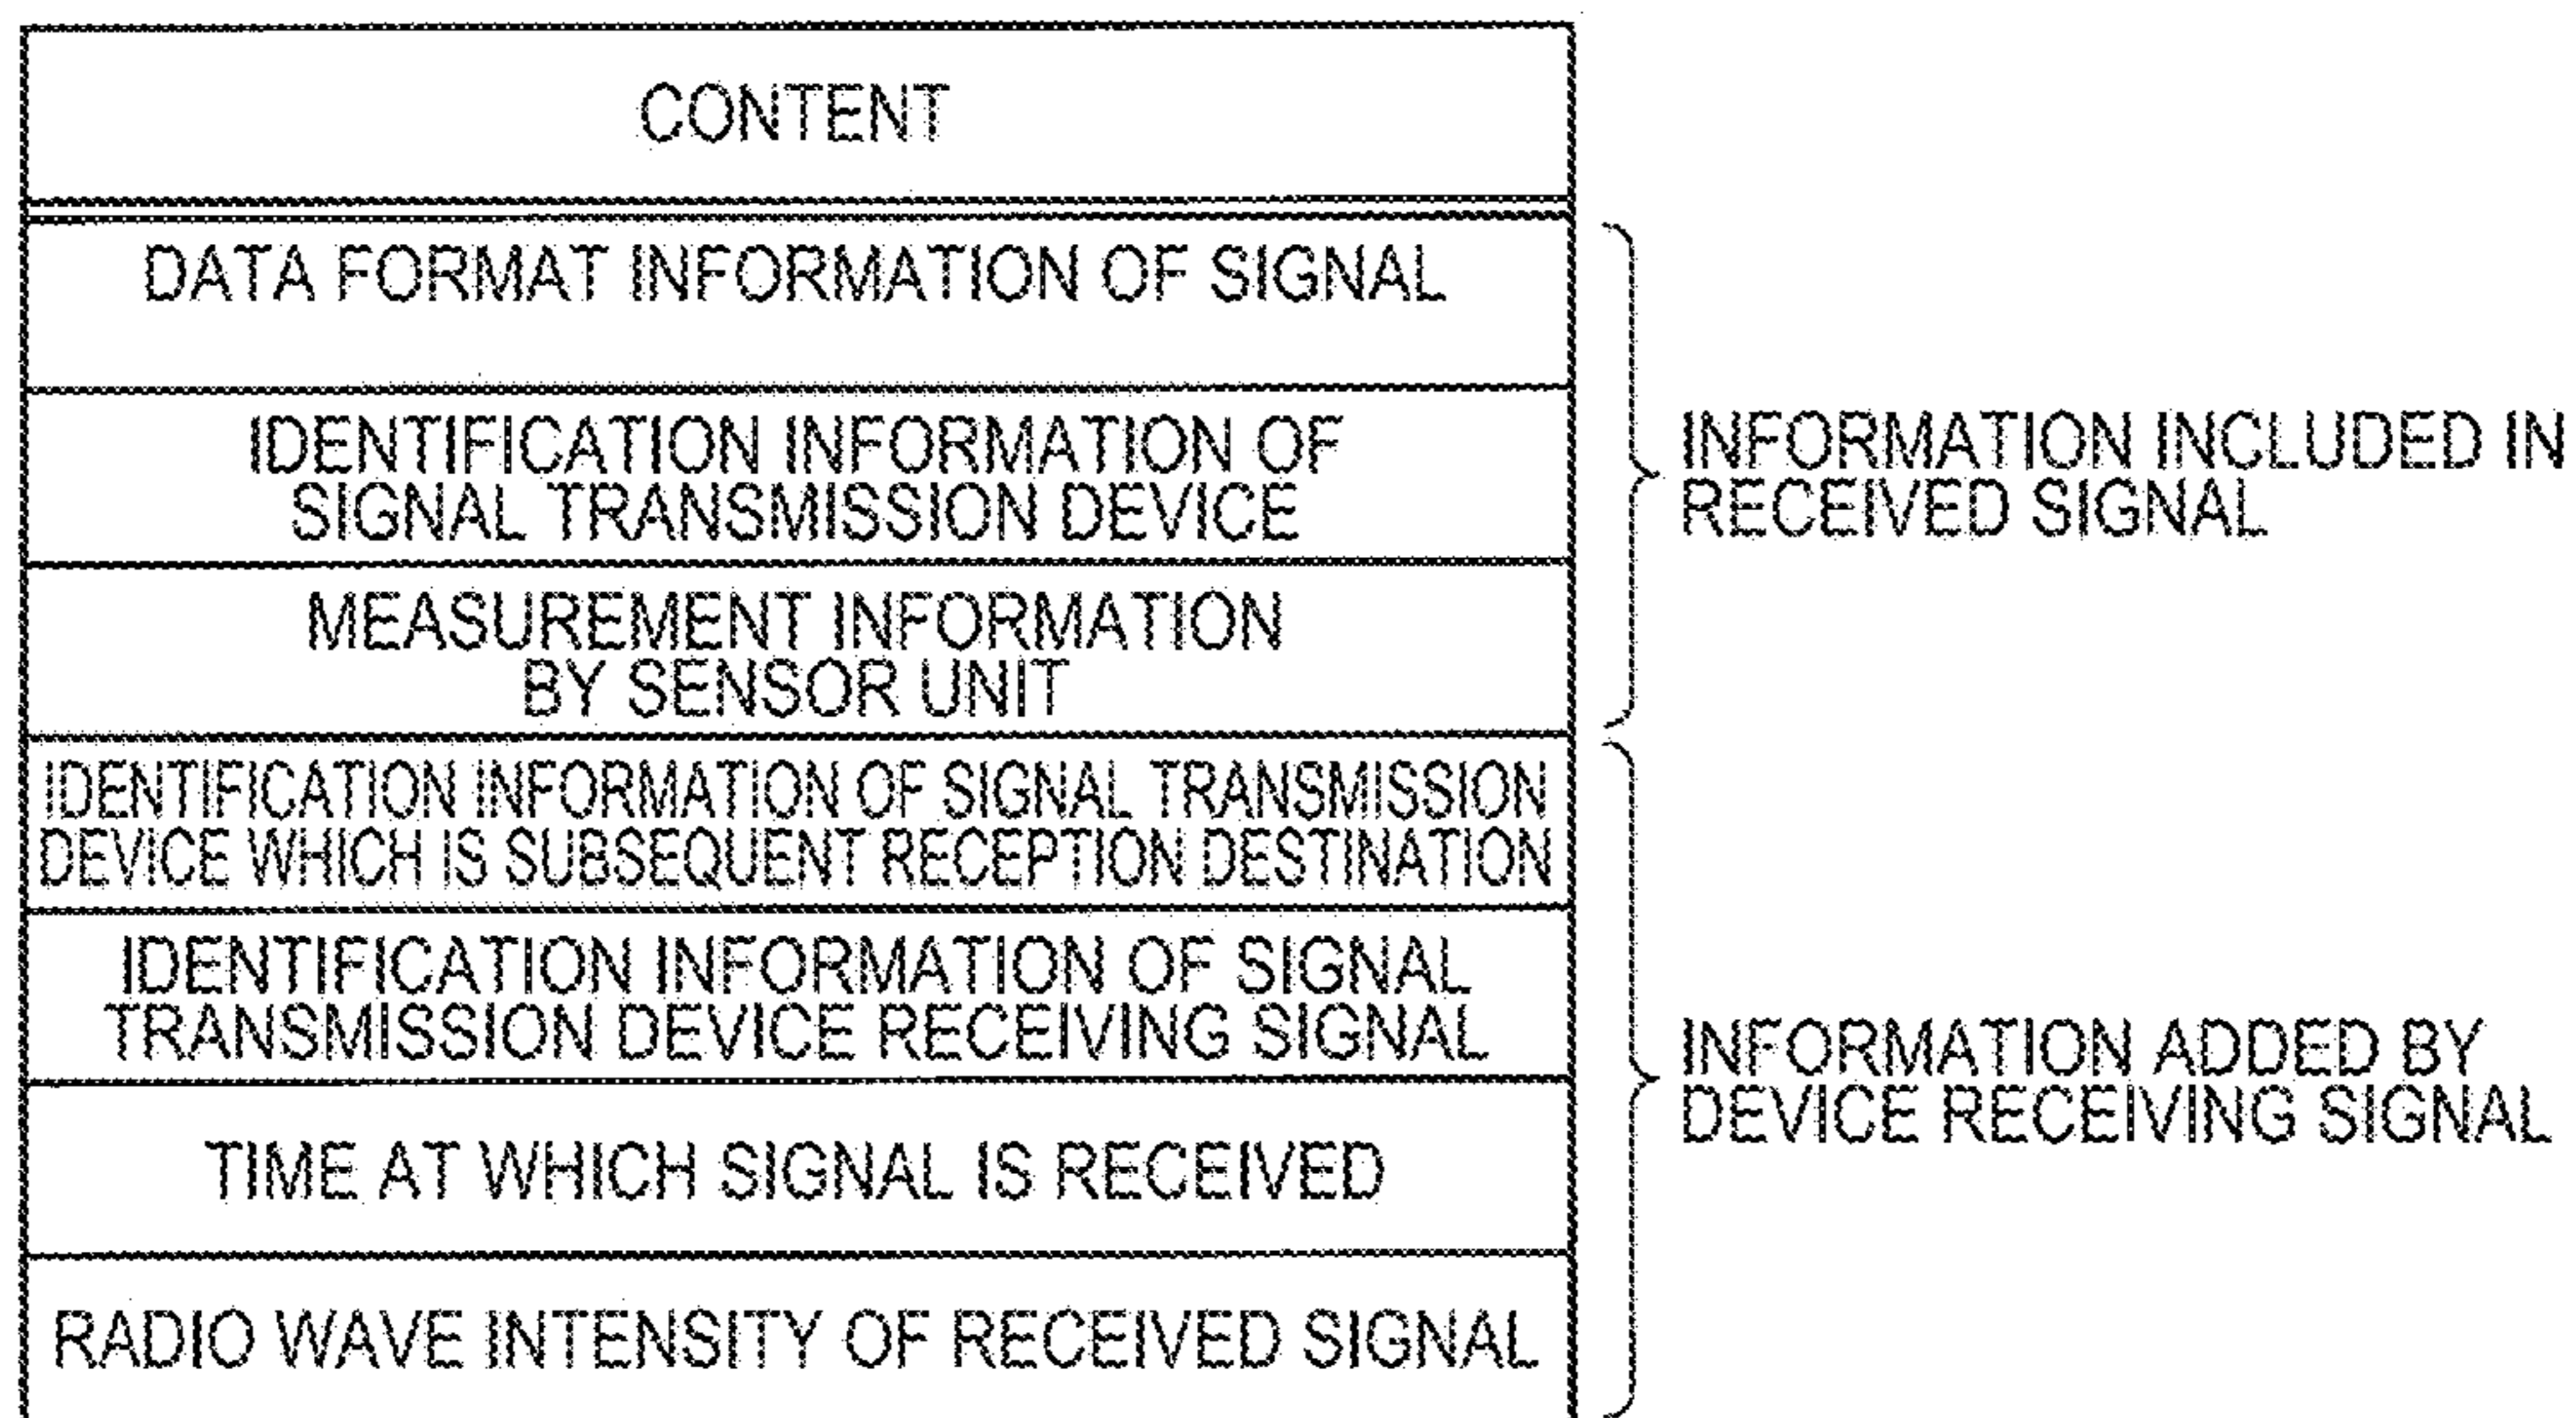 CONTENT
DATA FORMAT INFORMATION OF SIGNAL
IDENTIFICATION INFORMATION OF
SIGNAL TRANSMISSION DEVICE
MEASUREMENT INFORMATION
BY SENSOR UNIT
INFORMATION INCLUDED IN
RECEIVED SIGNAL
IDENTIFICATION INFORMATION OF SIGNAL TRANSMISSION
DEVICE WHICH IS SUBSEQUENT RECEPTION DESTINATION
IDENTIFICATION INFORMATION OF SIGNAL
TRANSMISSION DEVICE RECEIVING SIGNAL
TIME AT WHICH SIGNAL IS RECEIVED
RADIO WAVE INTENSITY OF RECEIVED SIGNAL
INFORMATION ADDED BY
DEVICE RECEIVING SIGNAL